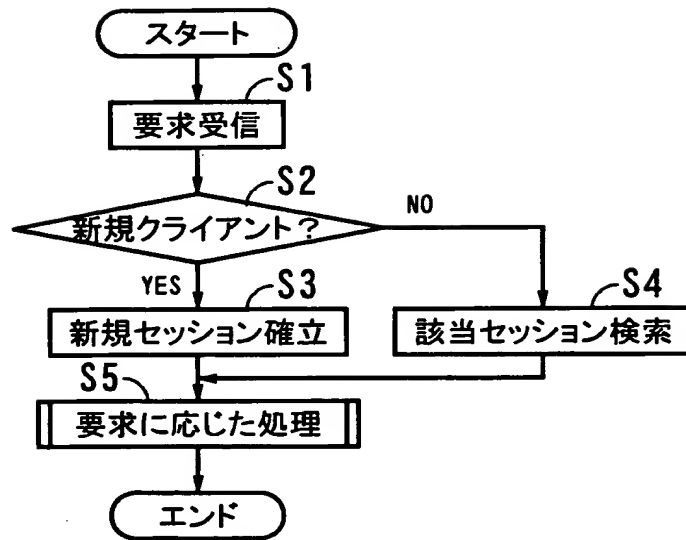 スタート
S1
要求受信
S2
新規クライアント?
NO
YES
S3
S4
新規セッション確立
該当セッション検索
S5
要求に応じた処理
エンド